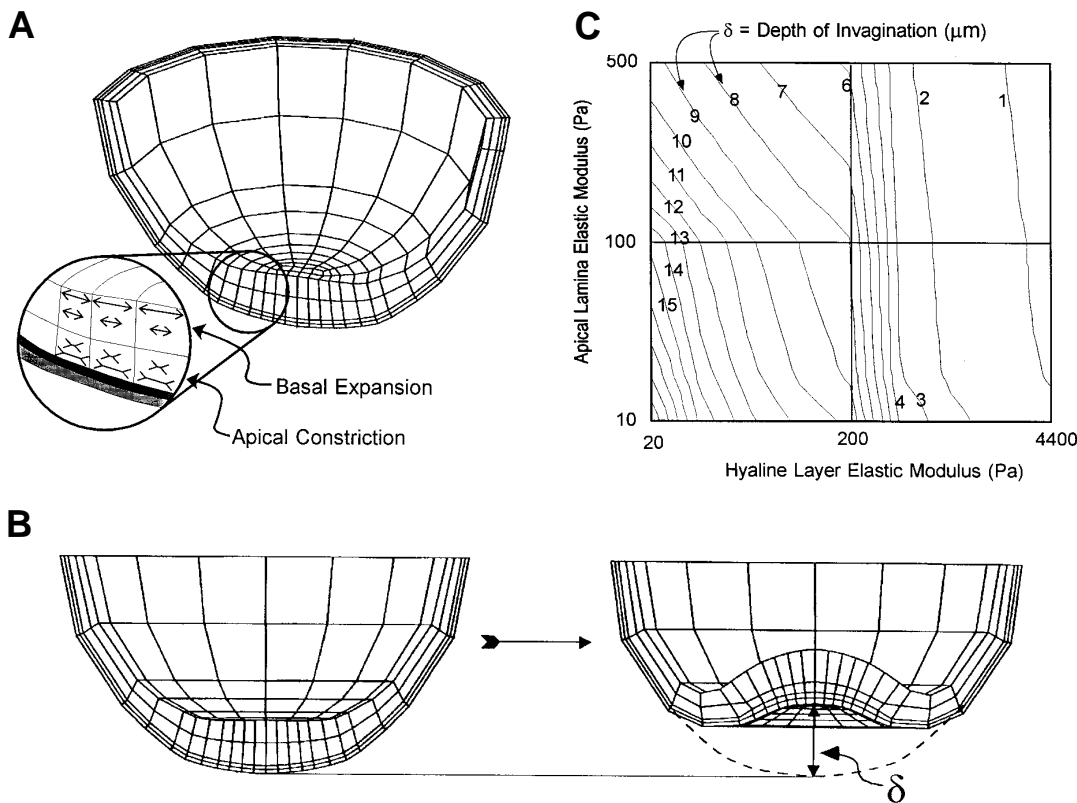 A
Basal Expansion
Apical Constriction
C
δ = Depth of Invagination (μm)
Apical Lamina Elastic Modulus (Pa)
500
100
10
6
2
1
7
8
9
10
11
12
13
14
15
4
3
20
200
4400
Hyaline Layer Elastic Modulus (Pa)
B
δ